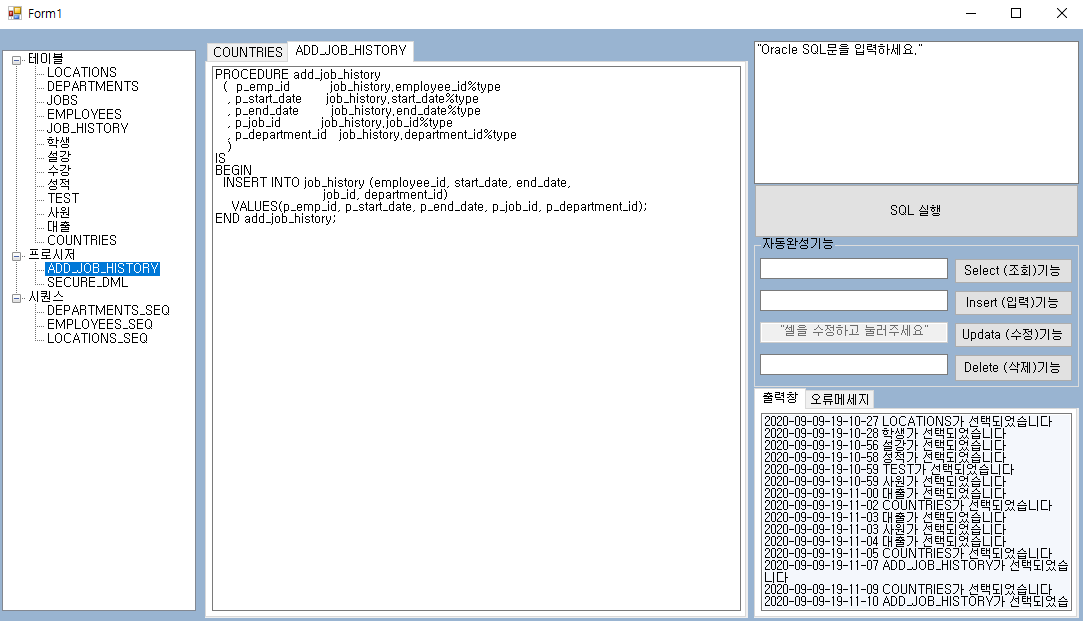 Form1
테이블
LOCATIONS
DEPARTMENTS
JOBS
EMPLOYEES
JOB_HISTORY
학생
설강
수강
성적
TEST
사원
대출
COUNTRIES
프로시저
ADD_JOB_HISTORY
SECURE_DML
시퀀스
DEPARTMENTS_SEQ
EMPLOYEES_SEQ
LOCATIONS_SEQ
COUNTRIES ADD_JOB_HISTORY
PROCEDURE add_job_history
( p_emp_id job_history.employee_id%type
, p_start_date job_history.start_date%type
, p_end_date job_history.end_date%type
, p_job_id job_history.job_id%type
, p_department_id job_history.department_id%type
)
IS
BEGIN
INSERT INTO job_history (employee_id, start_date, end_date,
job_id, department_id)
VALUES(p_emp_id, p_start_date, p_end_date, p_job_id, p_department_id);
END add_job_history;
"Oracle SQL문을 입력하세요."
SQL 실행
자동완성기능
Select (조회)기능
Insert (입력)기능
"셀을 수정하고 눌러주세요" Updata (수정)기능
Delete (삭제)기능
출력창 오류메세지
2020-09-09-19-10-27 LOCATIONS가 선택되었습니다
2020-09-09-19-10-28 학생가 선택되었습니다
2020-09-09-19-10-56 설강가 선택되었습니다
2020-09-09-19-10-58 성적가 선택되었습니다
2020-09-09-19-10-59 TEST가 선택되었습니다
2020-09-09-19-10-59 사원가 선택되었습니다
2020-09-09-19-11-00 대출가 선택되었습니다
2020-09-09-19-11-02 COUNTRIES가 선택되었습니다
2020-09-09-19-11-03 대출가 선택되었습니다
2020-09-09-19-11-03 사원가 선택되었습니다
2020-09-09-19-11-04 대출가 선택되었습니다
2020-09-09-19-11-05 COUNTRIES가 선택되었습니다
2020-09-09-19-11-07 ADD_JOB_HISTORY가 선택되었습
니다
2020-09-09-19-11-09 COUNTRIES가 선택되었습니다
2020-09-09-19-11-10 ADD_JOB_HISTORY가 선택되었습